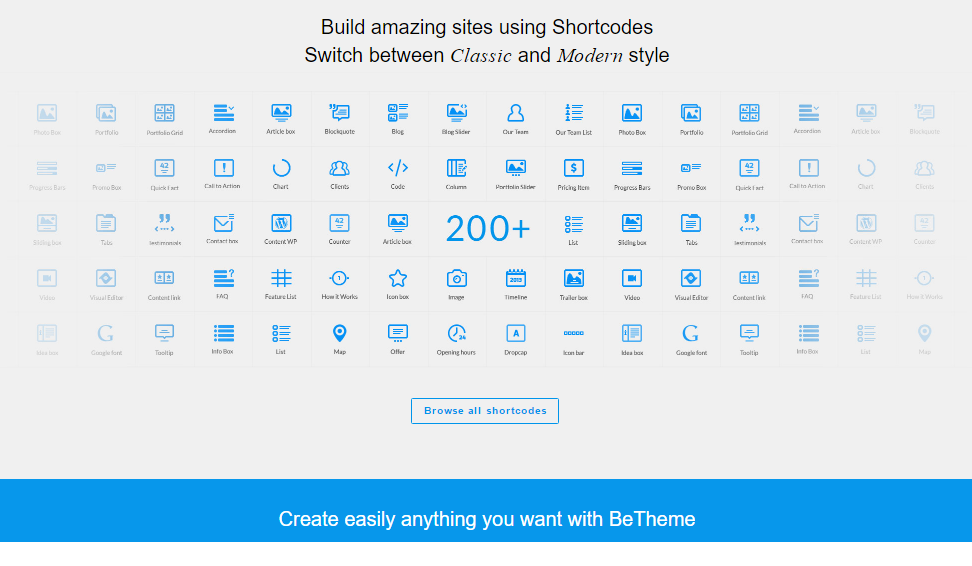 Build amazing sites using Shortcodes
Switch between Classic and Modern style
Photo Box Portfolio Portfolio Grid Accordion Article box Blockquote Blog Blog Slider Our Team Our Team List Photo Box Portfolio Portfolio Grid Accordion Article box Blockquote
Progress Bars Promo Box Quick Fact Call to Action Chart Clients Code Column Portfolio Slider Pricing Item Progress Bars Promo Box Quick Fact Call to Action Chart Clients
Sliding box Tabs Testimonials Contact box Content WP Counter Article box 200+ List Sliding box Tabs Testimonials Contact box Content WP Counter
Video Visual Editor Content link FAQ Feature List How it Works Icon box Image Timeline Trailer box Video Visual Editor Content link FAQ Feature List How it Works
Idea box Google font Tooltip Info Box List Map Offer Opening hours Dropcap Icon bar Idea box Google font Tooltip Info Box List Map
Browse all shortcodes
Create easily anything you want with BeTheme